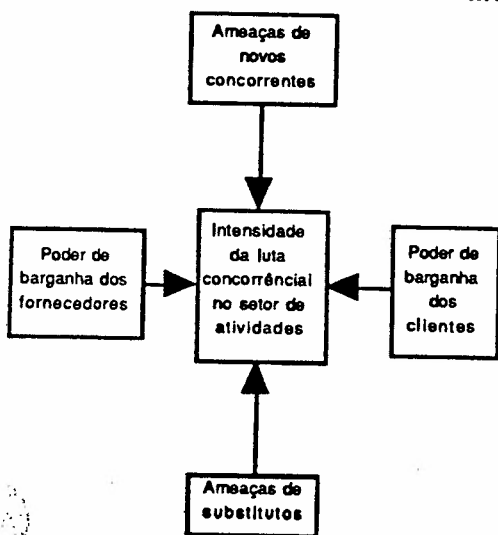 Ameaças de
novos
concorrentes
Poder de
barganha dos
fornecedores
Intensidade
da luta
concorrêncial
no setor de
atividades
Poder de
barganha
dos
clientes
Ameaças de
substitutos